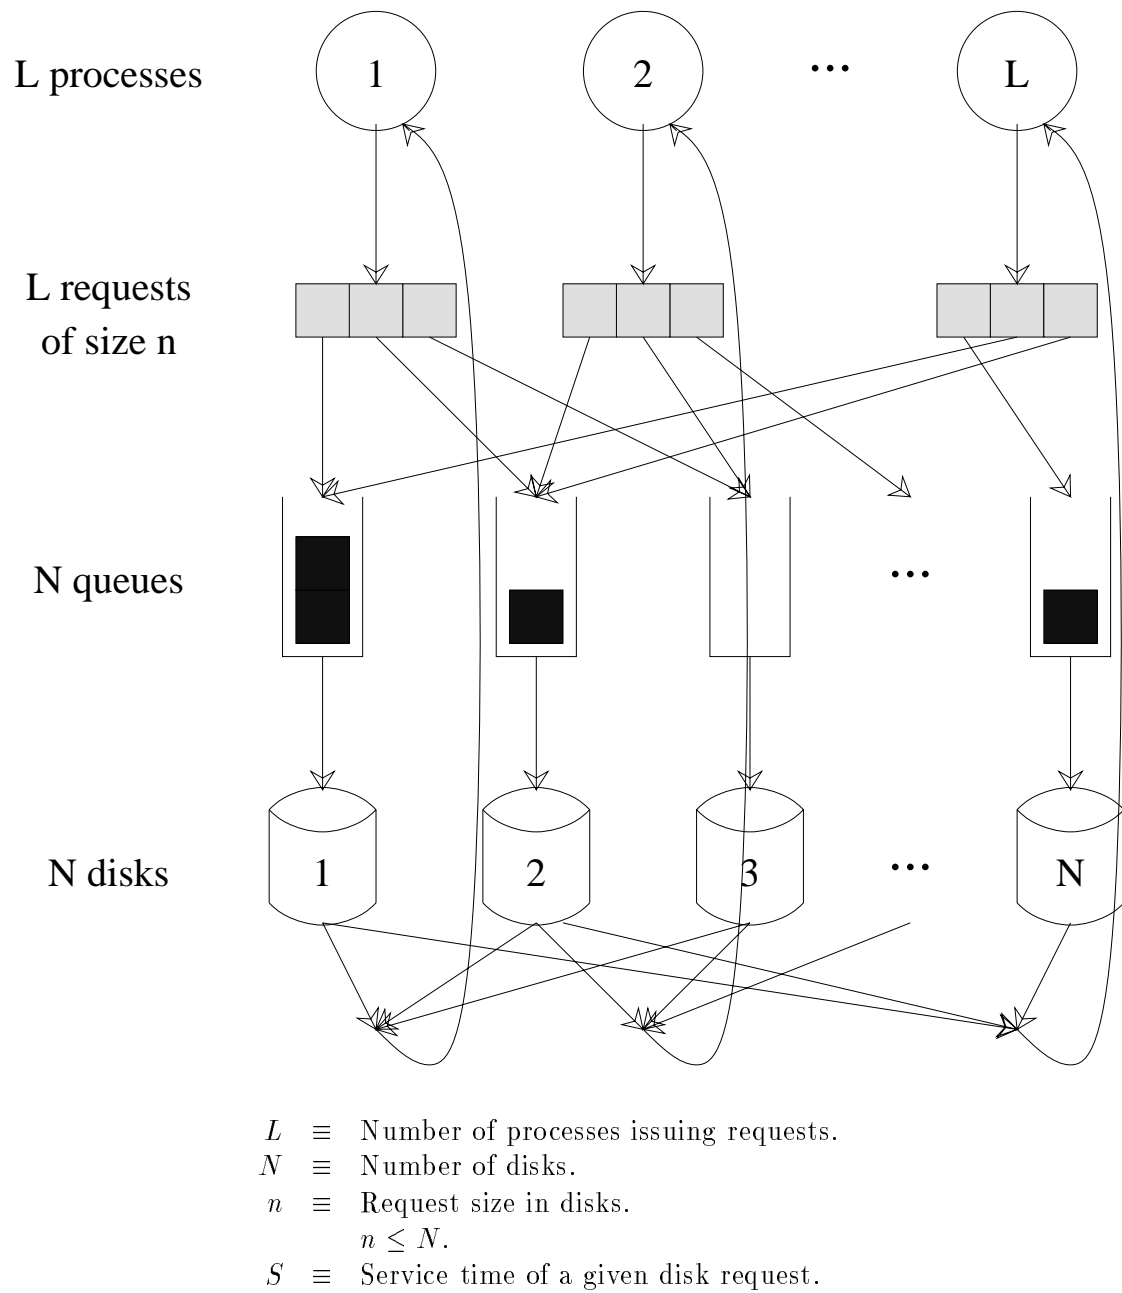 L processes 1 2 ... L
L requests
of size n
N queues ...
N disks 1 2 3 ... N
L ≡ Number of processes issuing requests.
N ≡ Number of disks.
n ≡ Request size in disks.
n ≤ N.
S ≡ Service time of a given disk request.